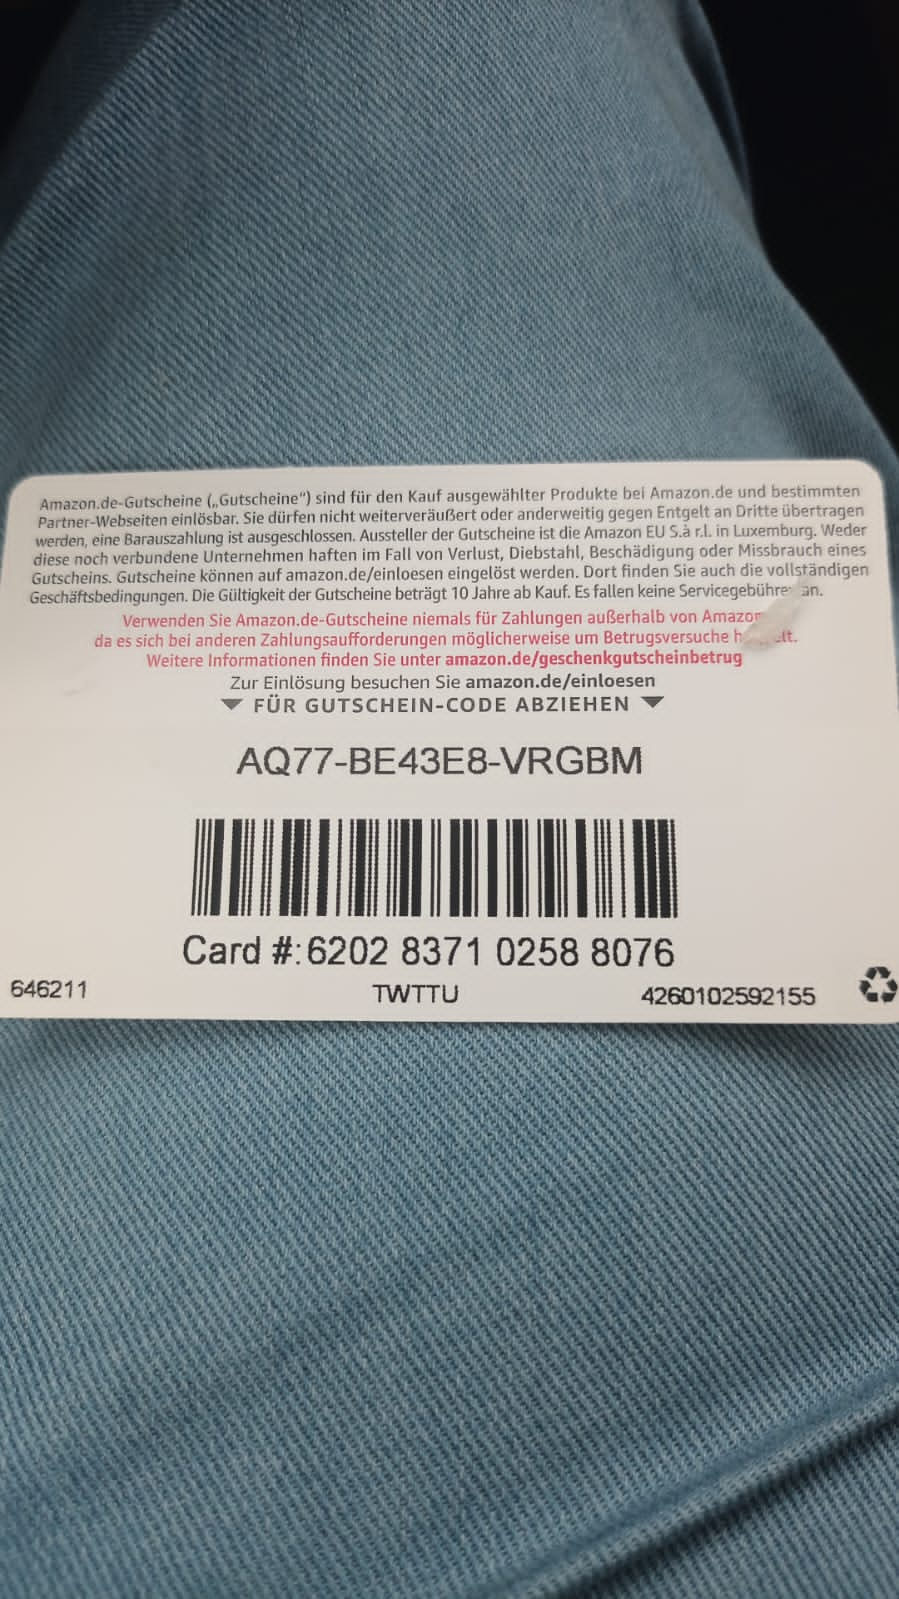 Amazon.de-Gutscheine („Gutscheine“) sind für den Kauf ausgewählter Produkte bei Amazon.de und bestimmten
Partner-Webseiten einlösbar. Sie dürfen nicht weiterveräußert oder anderweitig gegen Entgelt an Dritte übertragen
werden, eine Barauszahlung ist ausgeschlossen. Aussteller der Gutscheine ist die Amazon EU S.à r.l. in Luxemburg. Weder
diese noch verbundene Unternehmen haften im Fall von Verlust, Diebstahl, Beschädigung oder Missbrauch eines
Gutscheins. Gutscheine können auf amazon.de/einloesen eingelöst werden. Dort finden Sie auch die vollständigen
Geschäftsbedingungen. Die Gültigkeit der Gutscheine beträgt 10 Jahre ab Kauf. Es fallen keine an.
Verwenden Sie Amazon.de-Gutscheine niemals für Zahlungen außerhalb von
da es sich bei anderen Zahlungsaufforderungen möglicherweise um Betrugsversuche
Weitere Informationen finden Sie unter amazon.de/geschenkgutscheinbetrug
Zur Einlösung besuchen Sie amazon.de/einloesen
FÜR GUTSCHEIN-CODE ABZIEHEN
AQ77-BE43E8-VRGBM
Card #: 6202 8371 0258 8076
646211 TWTTU 4260102592155